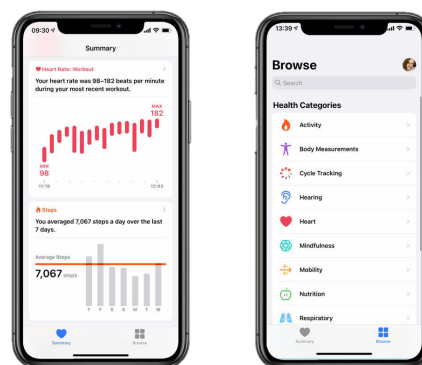 09:30
Summary
Heart Rate: Workout
Your heart rate was 98–182 beats per minute
during your most recent workout.
MAX
182
MIN
98
11:18
Steps
You averaged 7,067 steps a day over the last
7 days.
Average Steps
7,067 steps
T F S S M T W
Summary
Browse
13:39
Browse
Search
Health Categories
Activity
Body Measurements
Cycle Tracking
Hearing
Heart
Mindfulness
Mobility
Nutrition
Respiratory
Summary
Browse